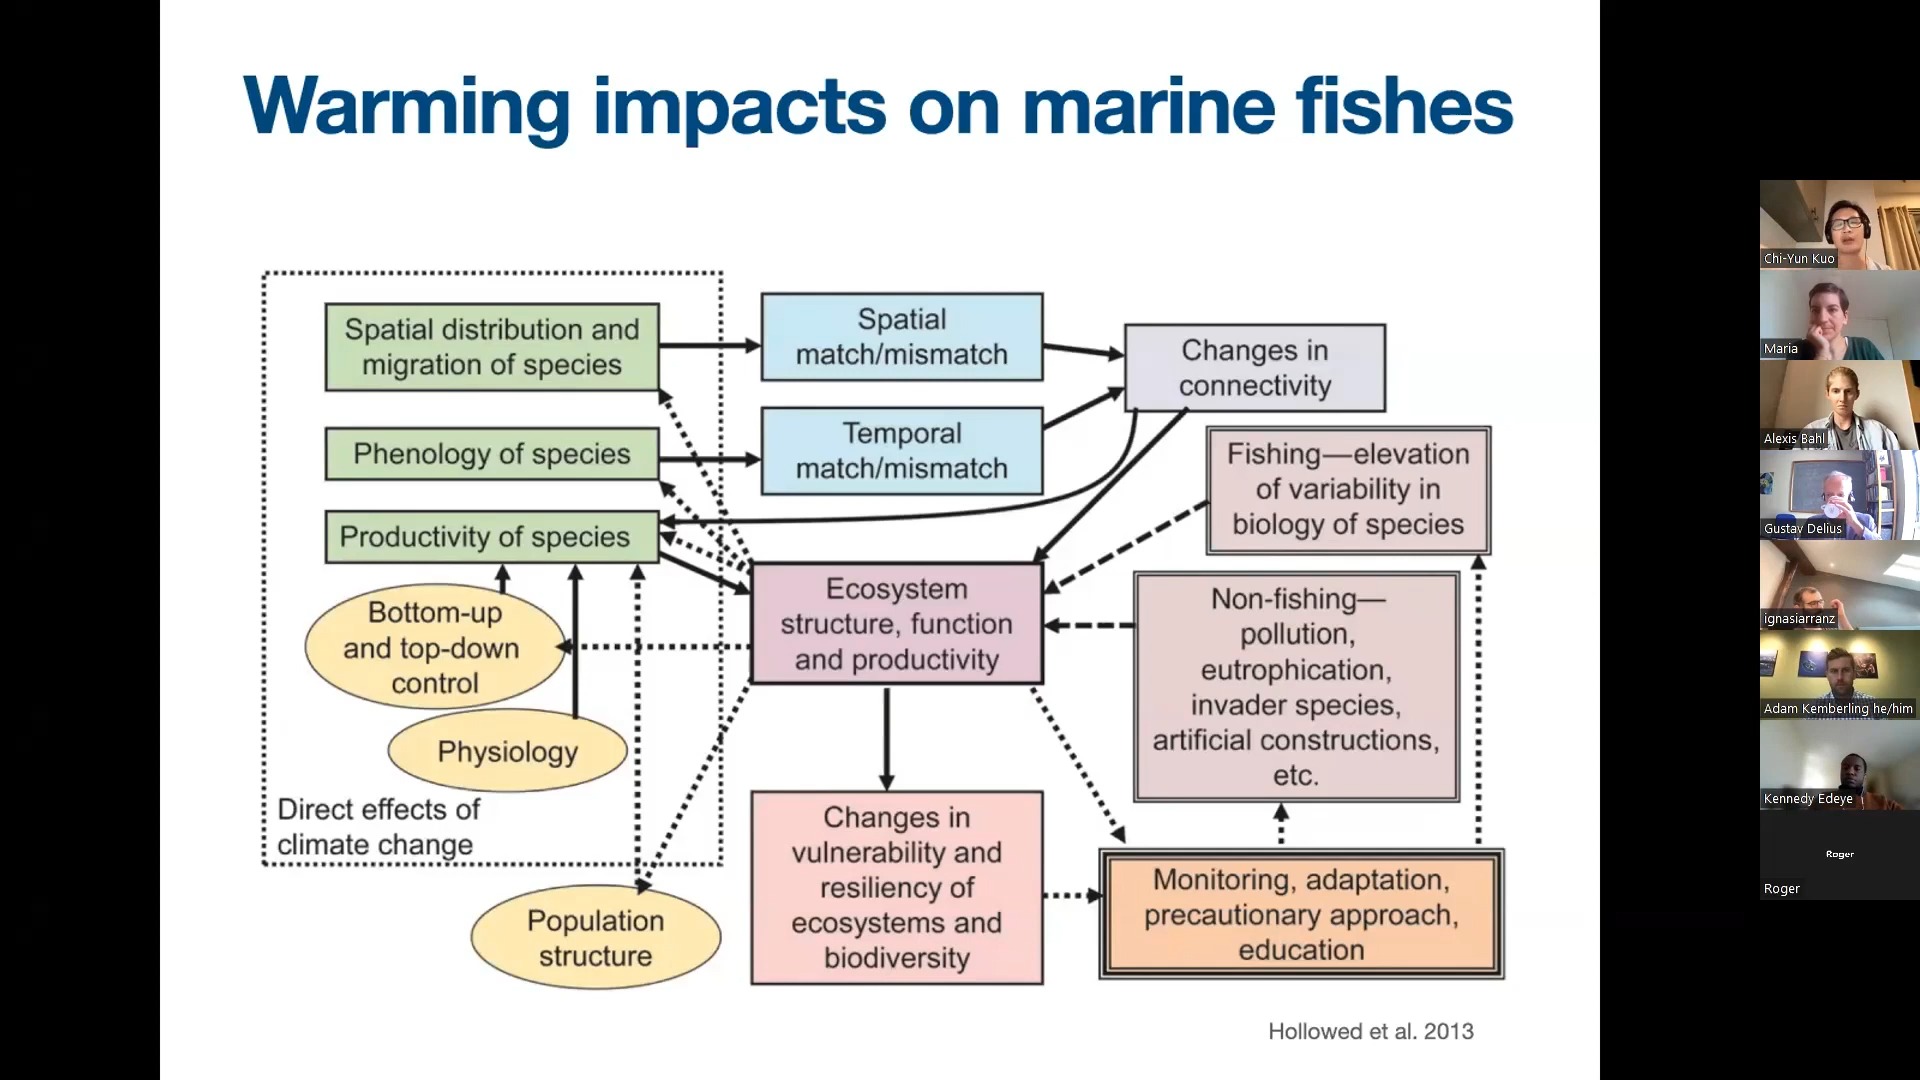 Warming impacts on marine fishes
Spatial distribution and
migration of species
Spatial
match/mismatch
Changes in
connectivity
Phenology of species
Temporal
match/mismatch
Fishing—elevation
of variability in
biology of species
Productivity of species
Bottom-up
and top-down
control
Ecosystem
structure, function
and productivity
Non-fishing—
pollution,
eutrophication,
invader species,
artificial constructions,
etc.
Physiology
Direct effects of
climate change
Changes in
vulnerability and
resiliency of
ecosystems and
biodiversity
Monitoring, adaptation,
precautionary approach,
education
Population
structure
Hollowed et al. 2013
Chi-Yun Kuo
Maria
Alexis Bahl
Gustav Delius
ignasiarranz
Adam Kemberling he/him
Kennedy Edeye
Roger
Roger